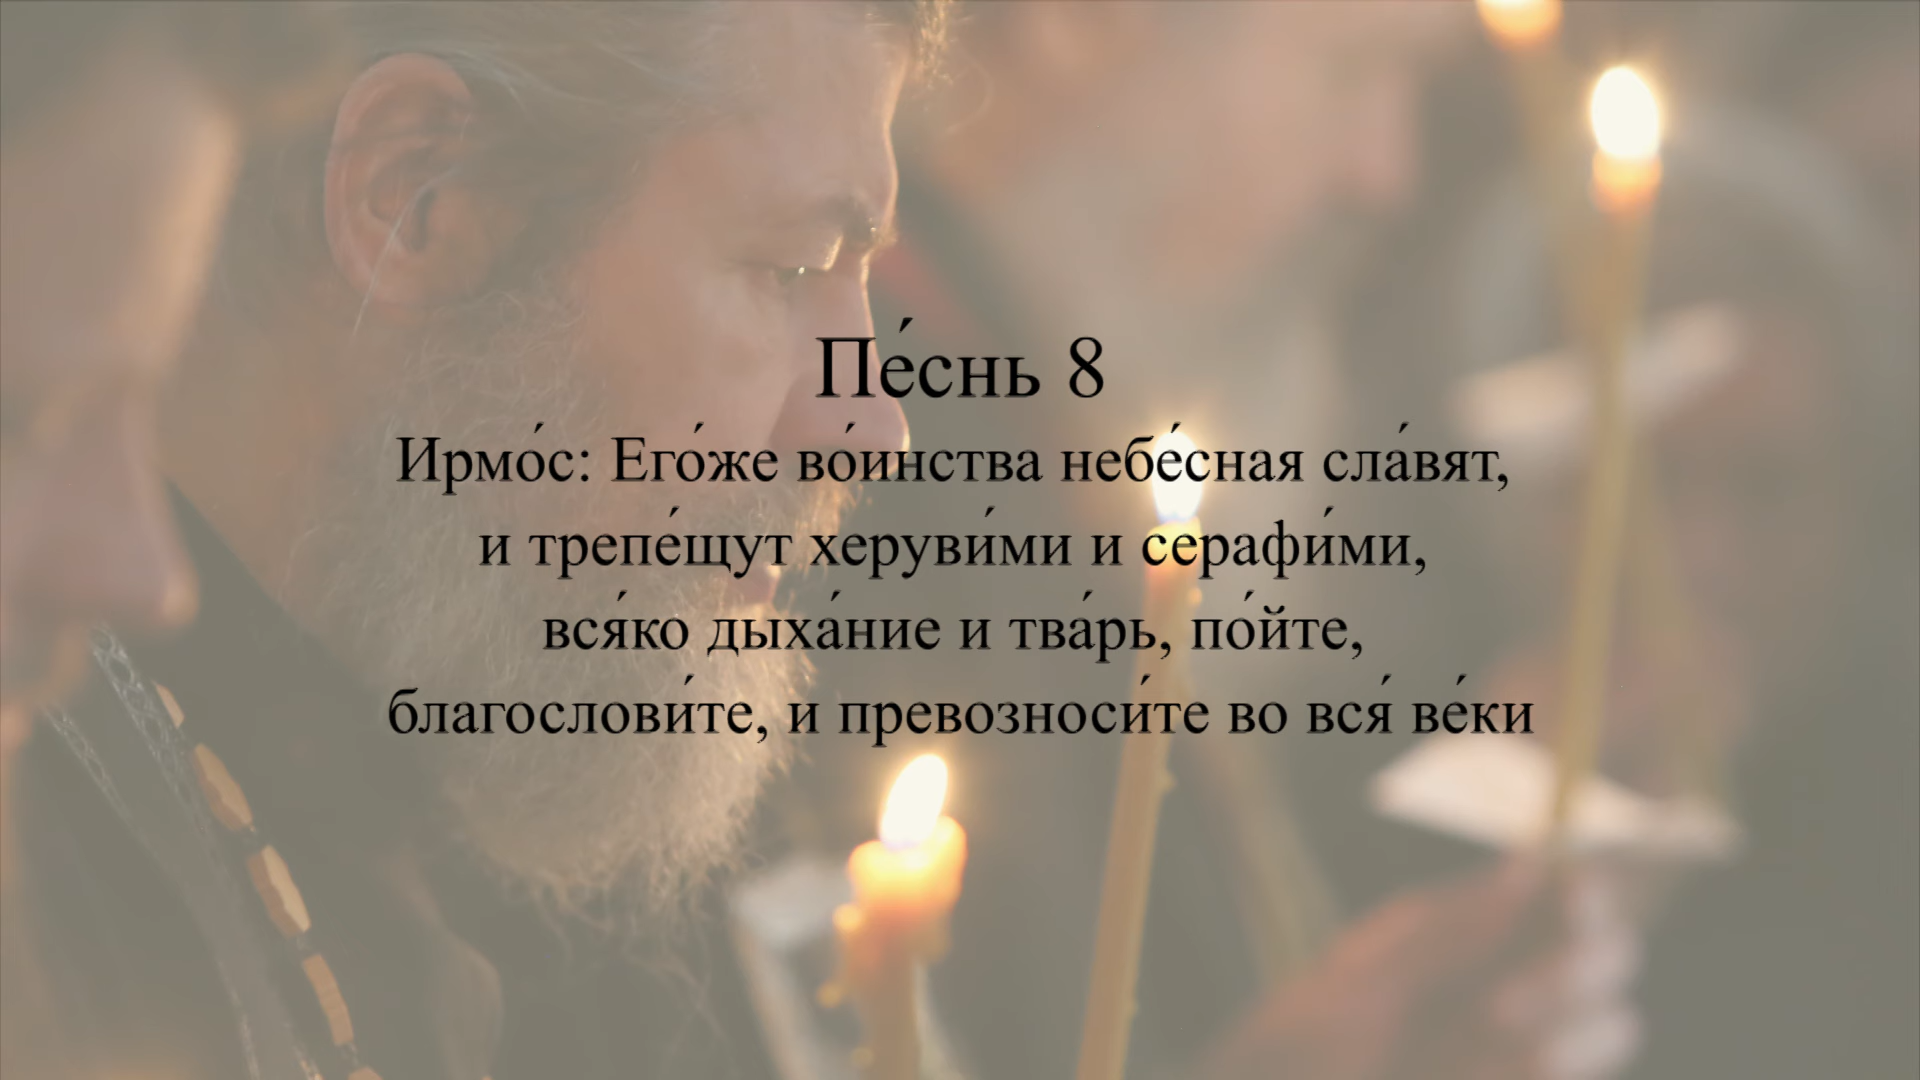 Пе́снь 8
Ирмо́с: Его́же во́инства небе́сная сла́вят,
и трепе́щут херуви́ми и серафи́ми,
вся́ко дыха́ние и тва́рь, по́йте,
благослови́те, и превозноси́те во вся́ ве́ки